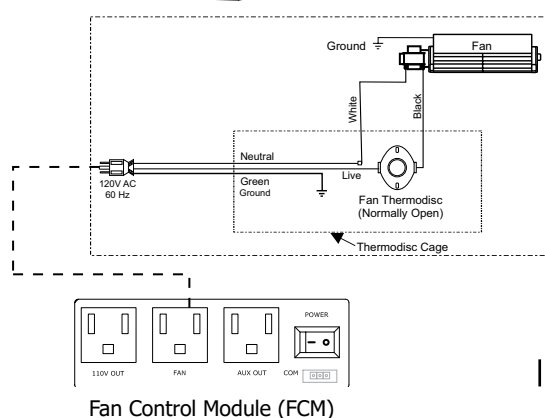 Ground
Fan
White
Black
Neutral
120V AC
60 Hz
Green
Ground
Live
Fan Thermodisc
(Normally Open)
Thermodisc Cage
POWER
110V OUT
FAN
AUX OUT
COM
Fan Control Module (FCM)